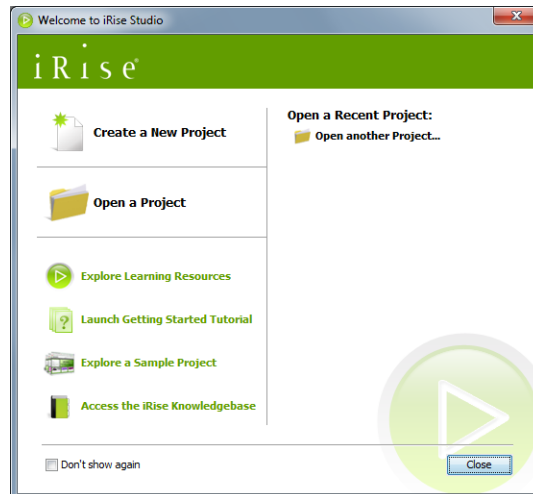 Welcome to iRise Studio
iRise®
Create a New Project
Open a Project
Explore Learning Resources
Launch Getting Started Tutorial
Explore a Sample Project
Access the iRise Knowledgebase
Open a Recent Project:
Open another Project...
Don't show again
Close